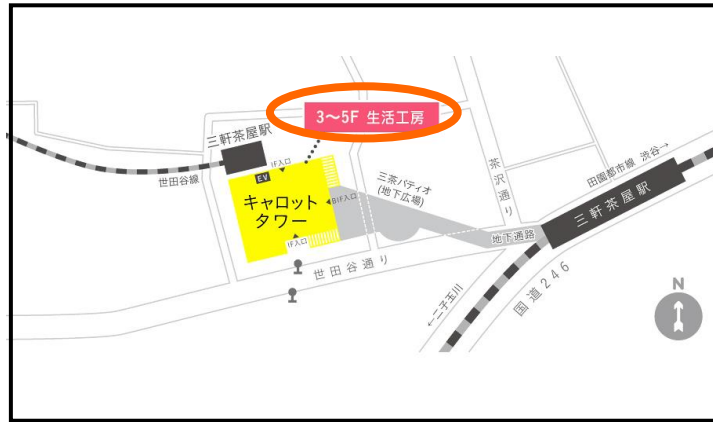 3〜5F 生活工房
三軒茶屋駅
世田谷線
1F入口
E.V
キャロット
タワー
B1F入口
1F入口
三茶パティオ
(地下広場)
茶沢通り
田園都市線 渋谷→
三軒茶屋駅
地下通路
世田谷通り
←二子玉川
国道246
N